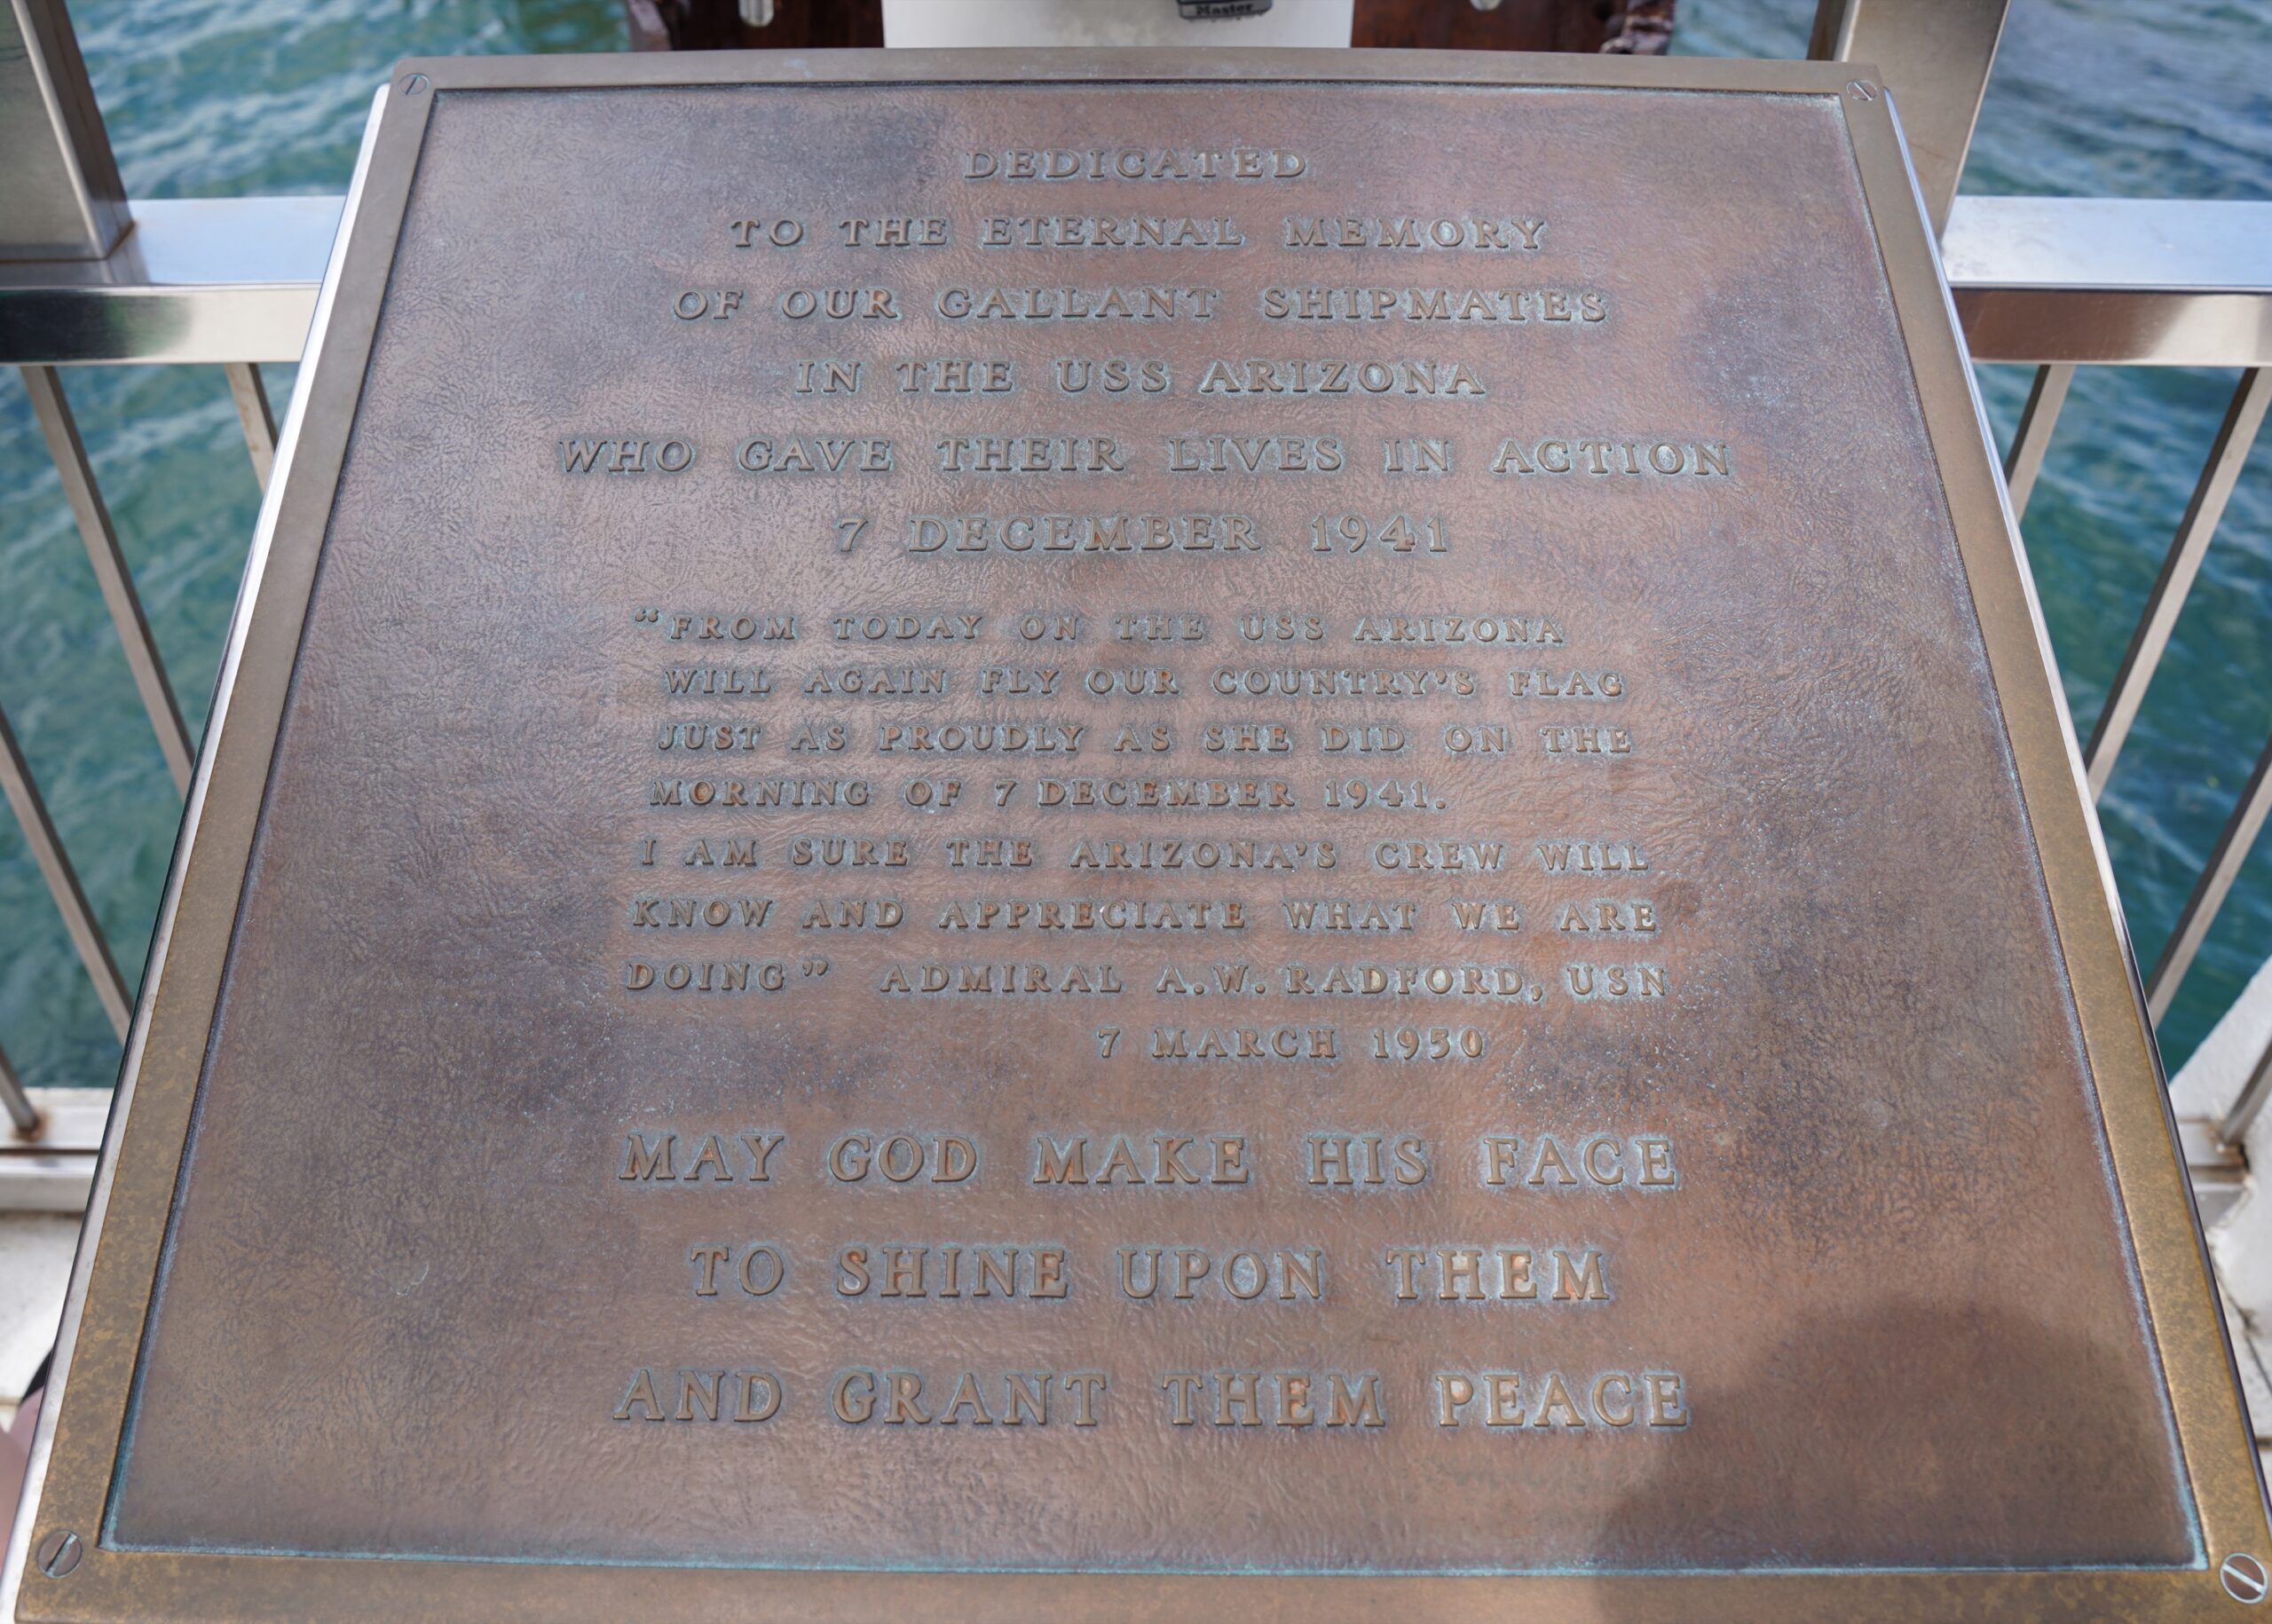 Master
DEDICATED
TO THE ETERNAL MEMORY
OF OUR GALLANT SHIPMATES
IN THE USS ARIZONA
WHO GAVE THEIR LIVES IN ACTION
7 DECEMBER 1941
“FROM TODAY ON THE USS ARIZONA
WILL AGAIN FLY OUR COUNTRY’S FLAG
JUST AS PROUDLY AS SHE DID ON THE
MORNING OF 7 DECEMBER 1941.
I AM SURE THE ARIZONA’S CREW WILL
KNOW AND APPRECIATE WHAT WE ARE
DOING” ADMIRAL A.W. RADFORD, USN
7 MARCH 1950
MAY GOD MAKE HIS FACE
TO SHINE UPON THEM
AND GRANT THEM PEACE